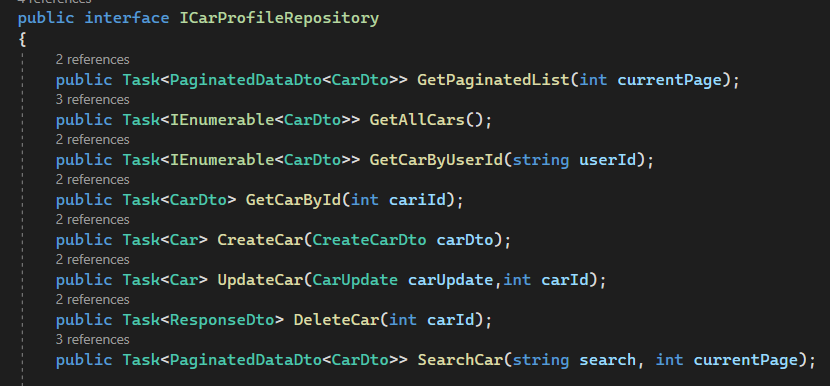 4 references
public interface ICarProfileRepository
{
2 references
public Task<PaginatedDataDto<CarDto>> GetPaginatedList(int currentPage);
3 references
public Task<IEnumerable<CarDto>> GetAllCars();
2 references
public Task<IEnumerable<CarDto>> GetCarByUserId(string userId);
2 references
public Task<CarDto> GetCarById(int cariId);
2 references
public Task<Car> CreateCar(CreateCarDto carDto);
2 references
public Task<Car> UpdateCar(CarUpdate carUpdate,int carId);
2 references
public Task<ResponseDto> DeleteCar(int carId);
3 references
public Task<PaginatedDataDto<CarDto>> SearchCar(string search, int currentPage);